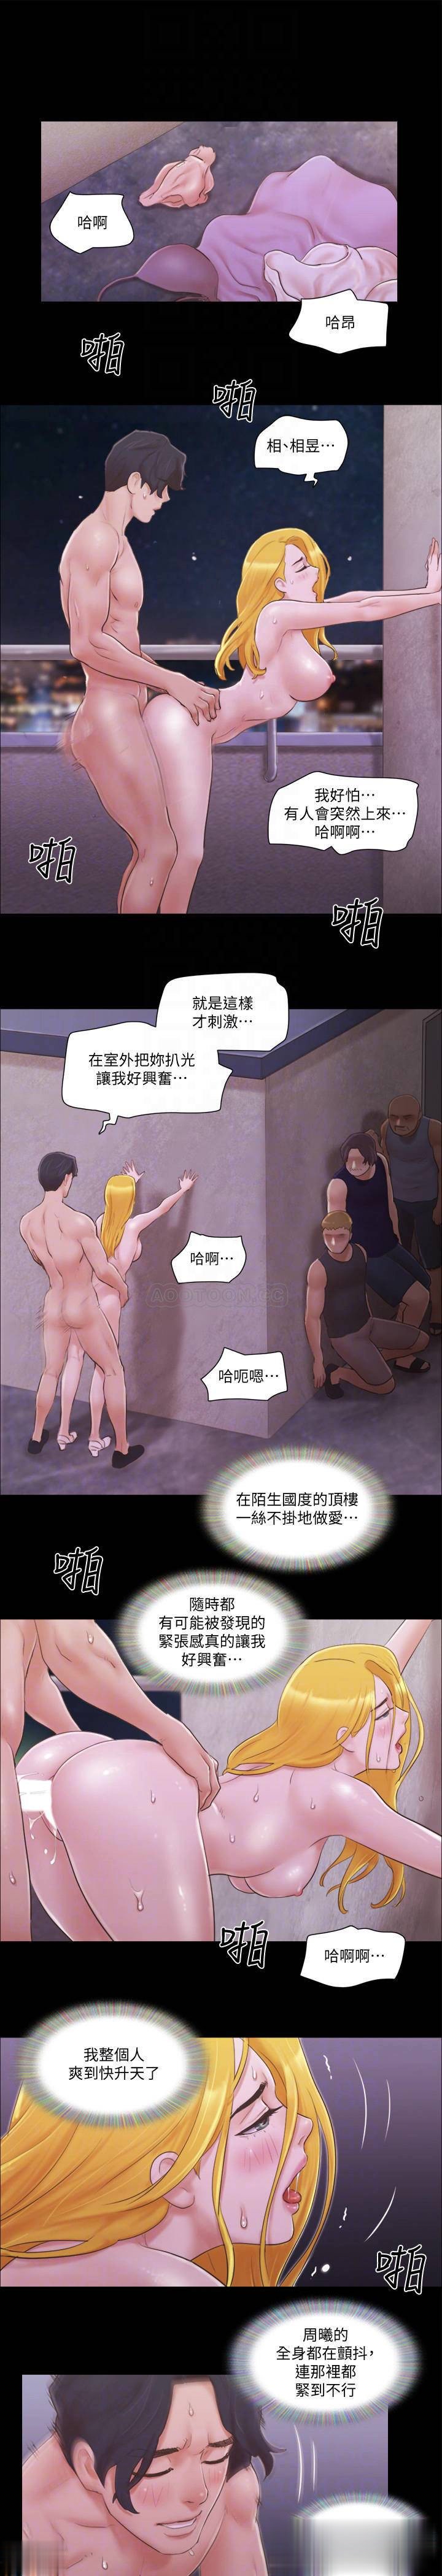 哈啊
哈昂
啪
啪
相、相昱…
我好怕…
有人會突然上來…
哈啊啊…
啪
啪
就是這樣
才刺激…
在室外把妳扒光
讓我好興奮…
哈啊…
哈呃嗯…
在陌生國度的頂樓
一絲不掛地做愛…
啪
隨時都
有可能被發現的
緊張感真的讓我
好興奮…
啪
哈啊啊…
我整個人
爽到快升天了
啪
周曦的
全身都在顫抖，
連那裡都
緊到不行